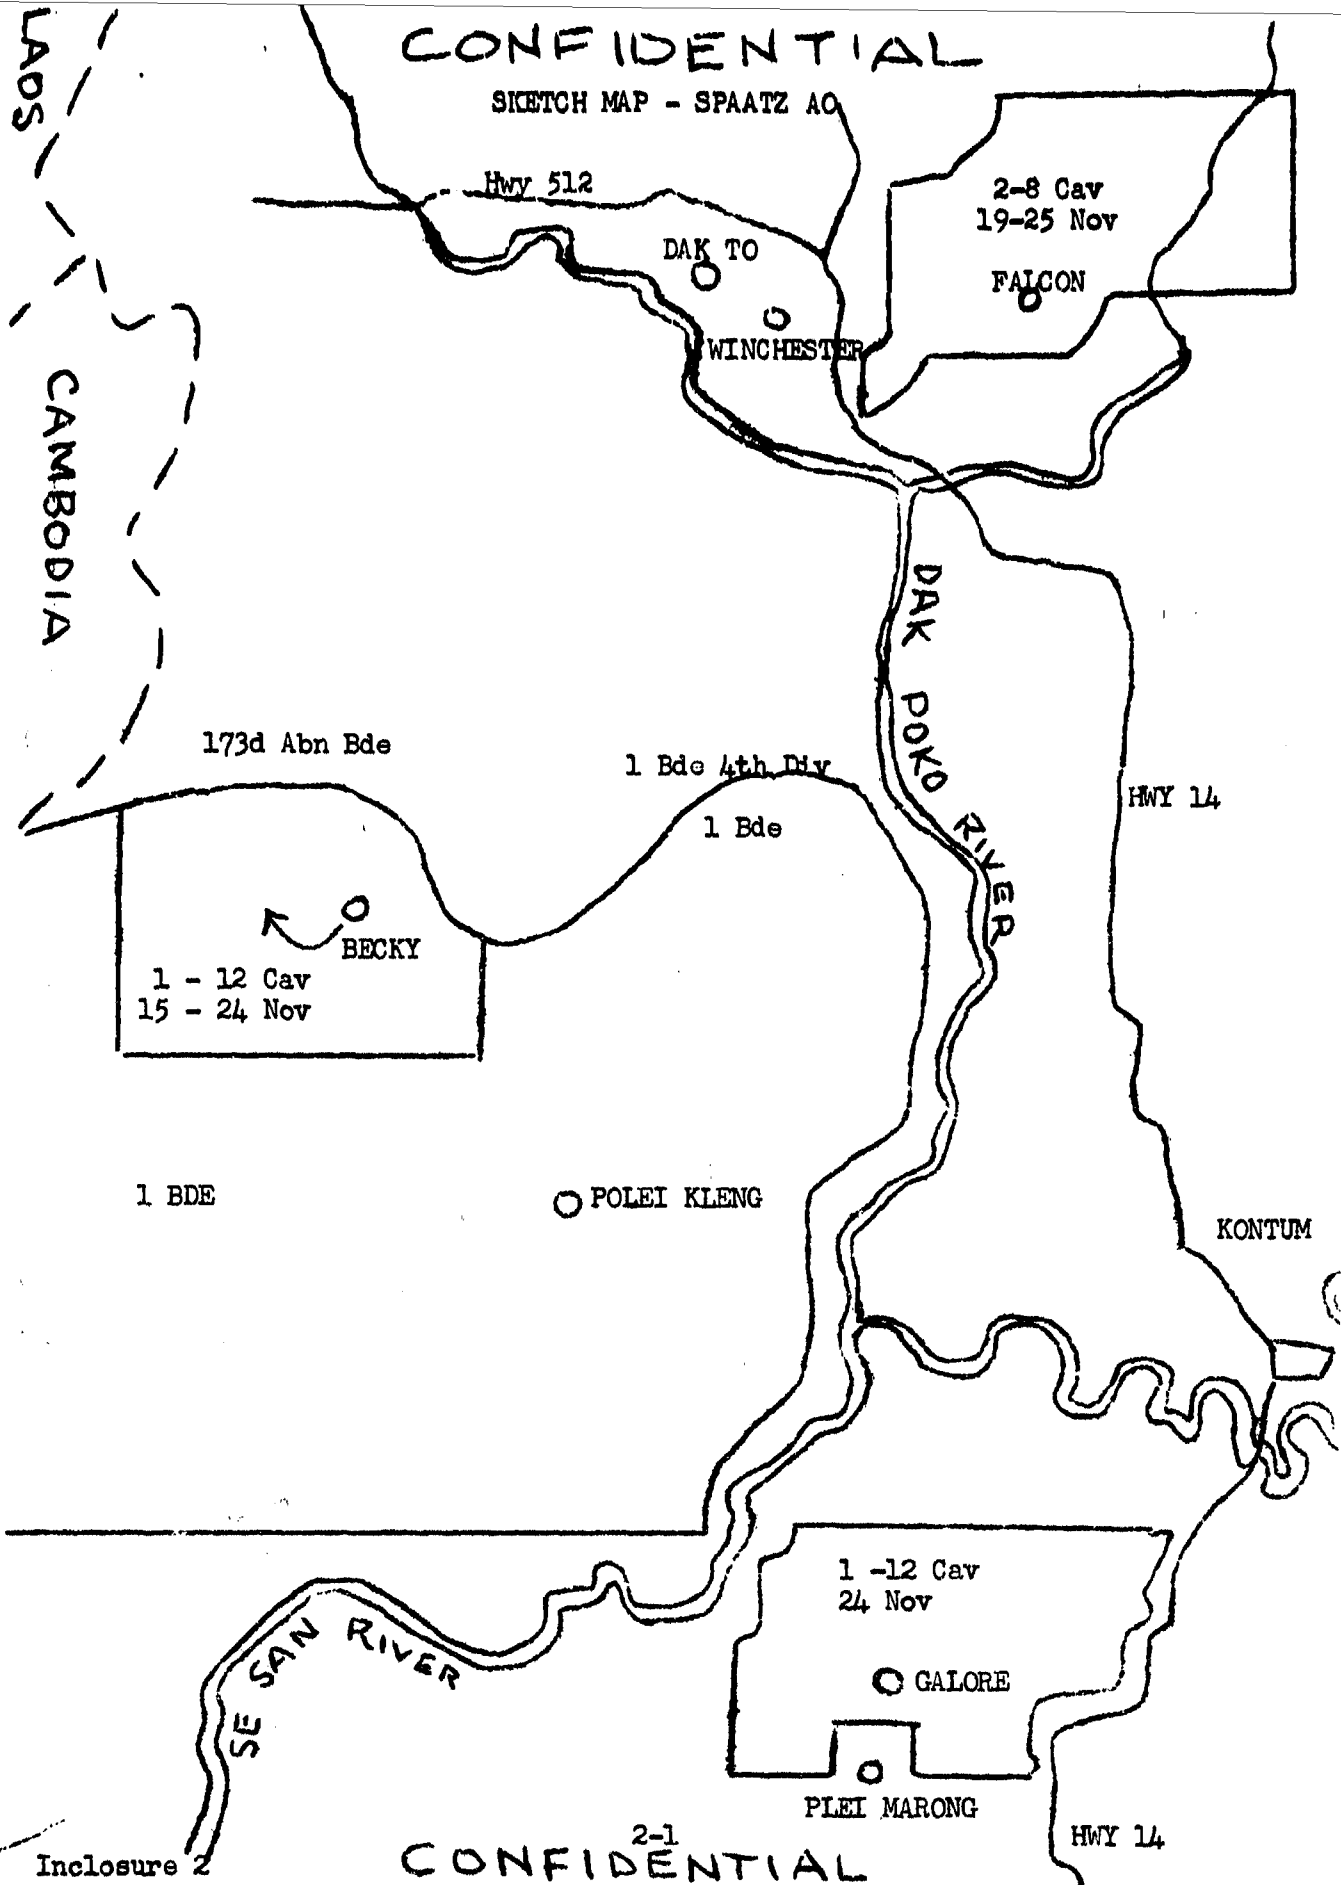 CONFIDENTIAL
SKETCH MAP - SPAATZ AO
LAOS
Hwy 512
2-8 Cav
19-25 Nov
DAK TO
FALCON
WINCHESTER
CAMBODIA
DAK POKO RIVER
173d Abn Bde
1 Bde 4th Div
1 Bde
HWY 14
BECKY
1 - 12 Cav
15 - 24 Nov
1 BDE
POLEI KLENG
KONTUM
1 -12 Cav
24 Nov
SE SAN RIVER
GALORE
PLEI MARONG
HWY 14
2-1
Inclosure 2
CONFIDENTIAL